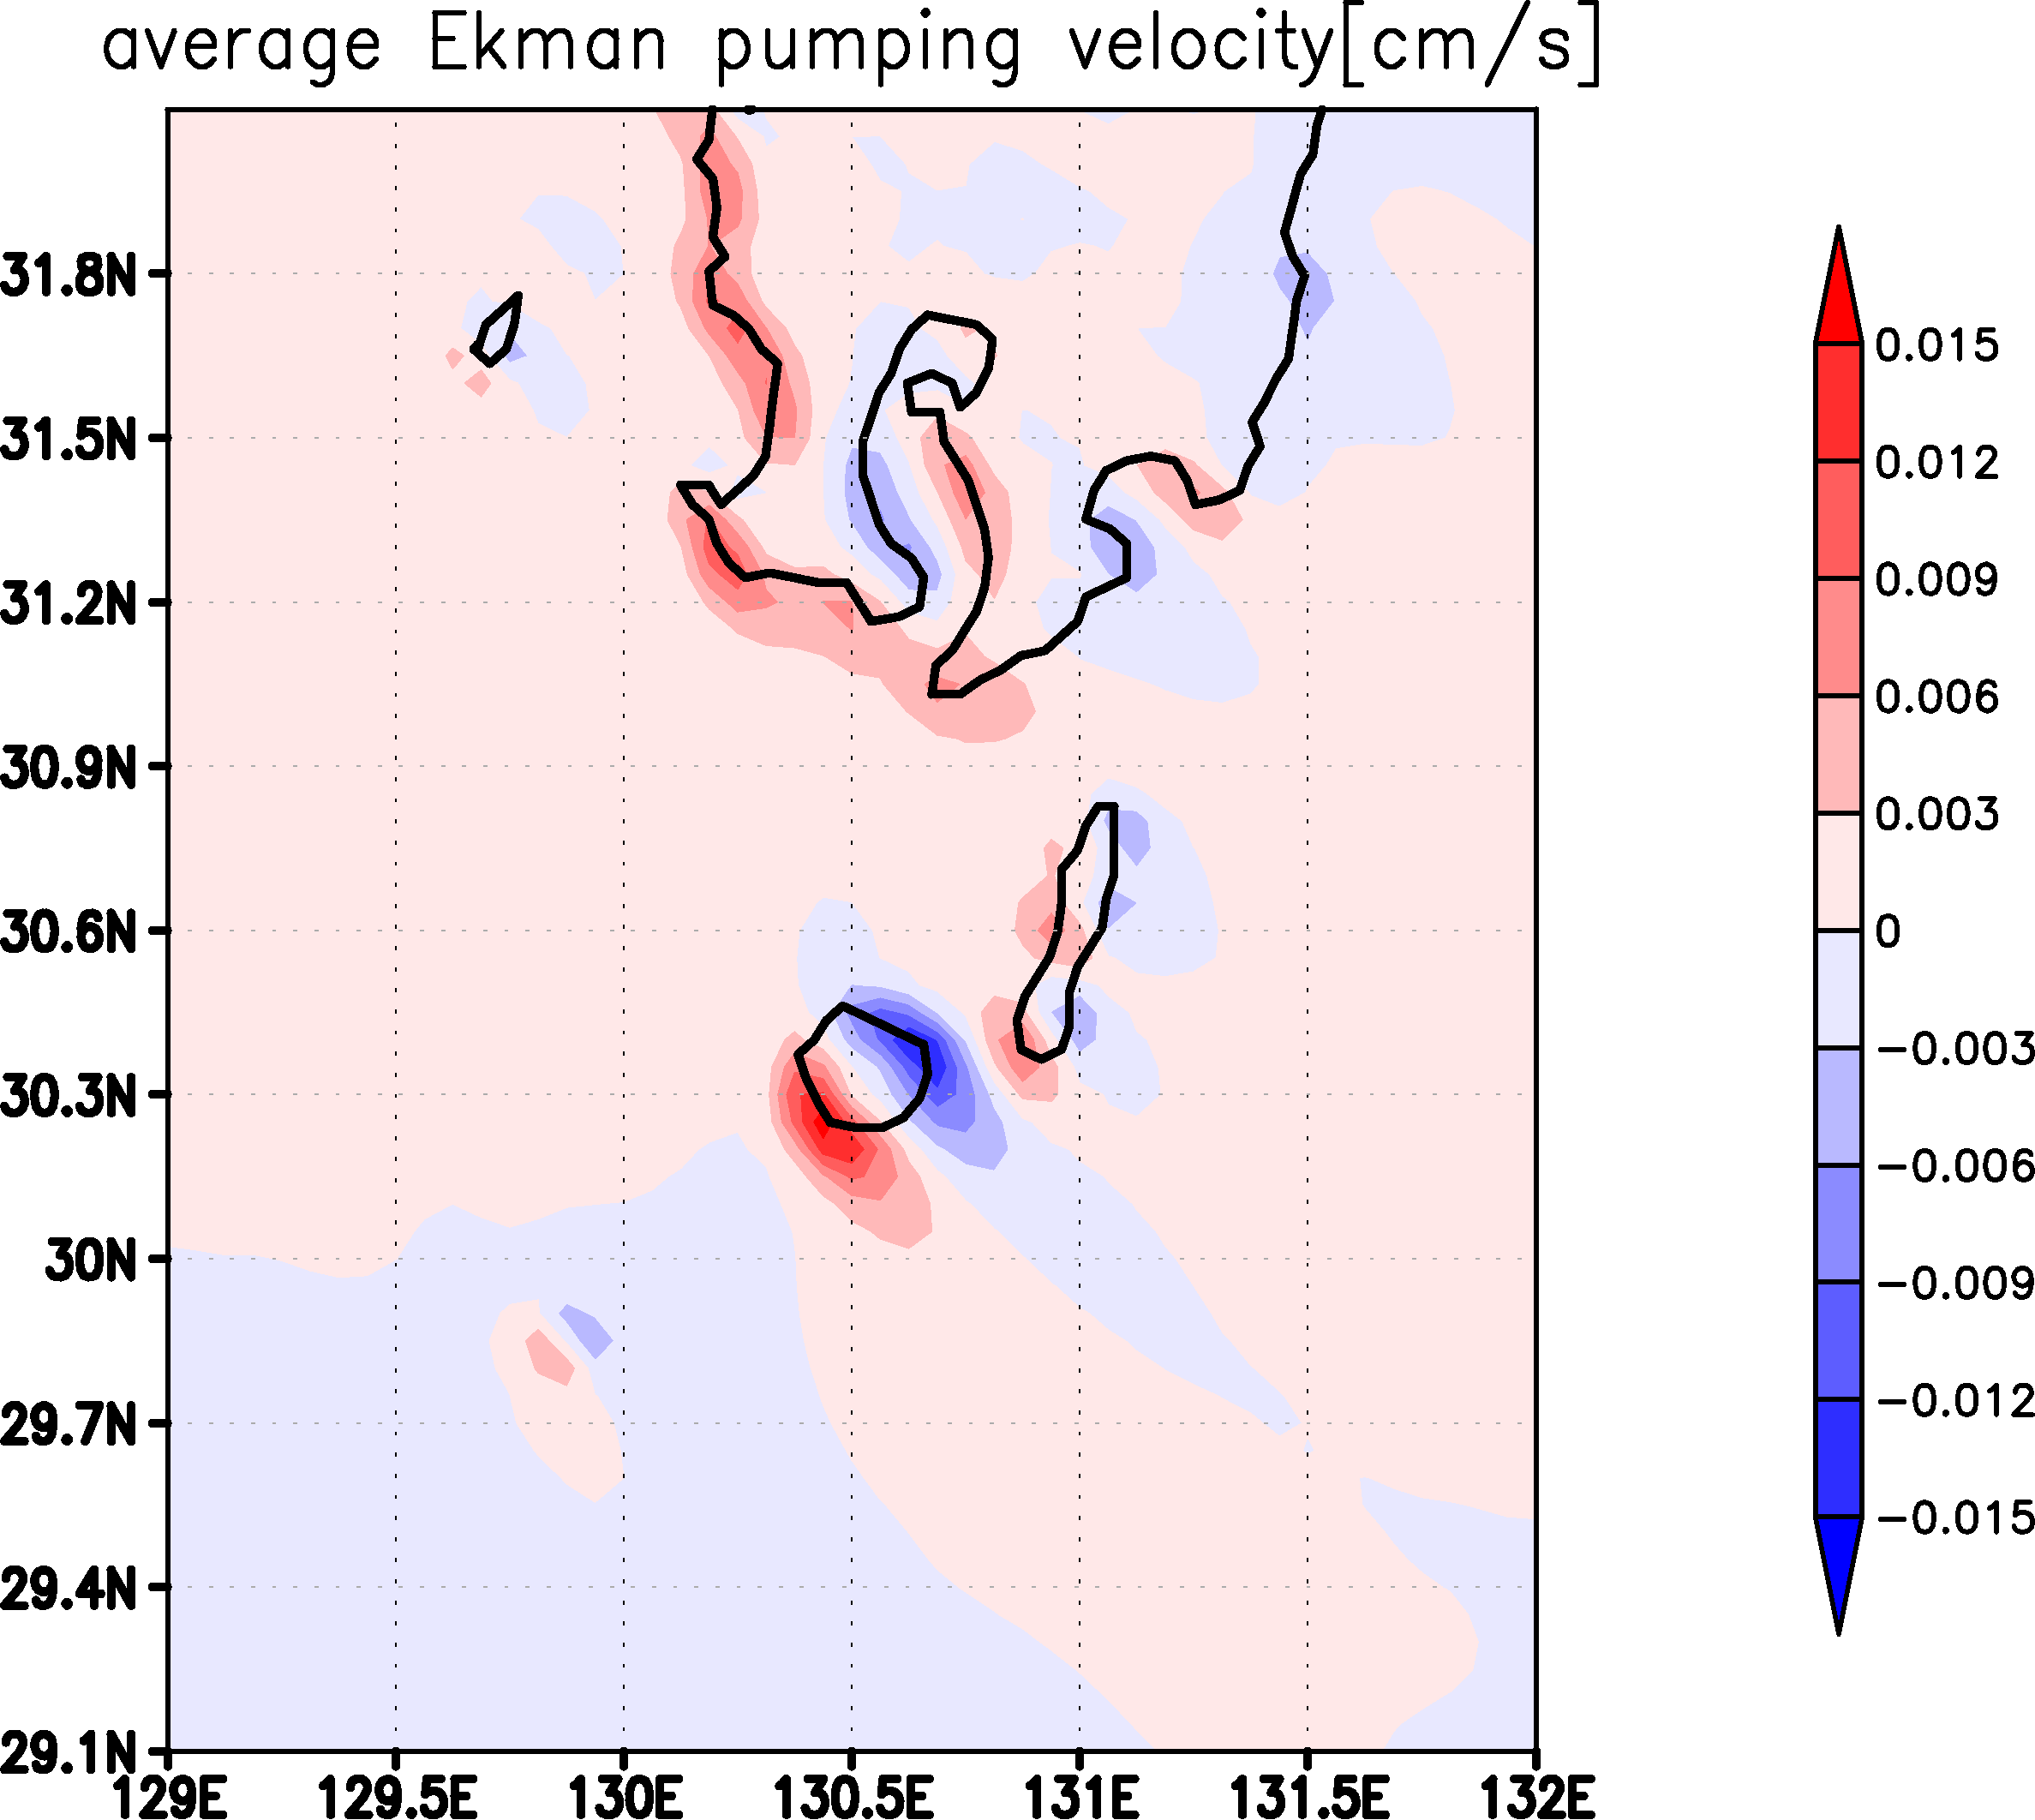 average Ekman pumping velocity[cm/s]
31.8N
31.5N
31.2N
30.9N
30.6N
30.3N
30N
29.7N
29.4N
29.1N
129E 129.5E 130E 130.5E 131E 131.5E 132E
0.015
0.012
0.009
0.006
0.003
0
−0.003
−0.006
−0.009
−0.012
−0.015